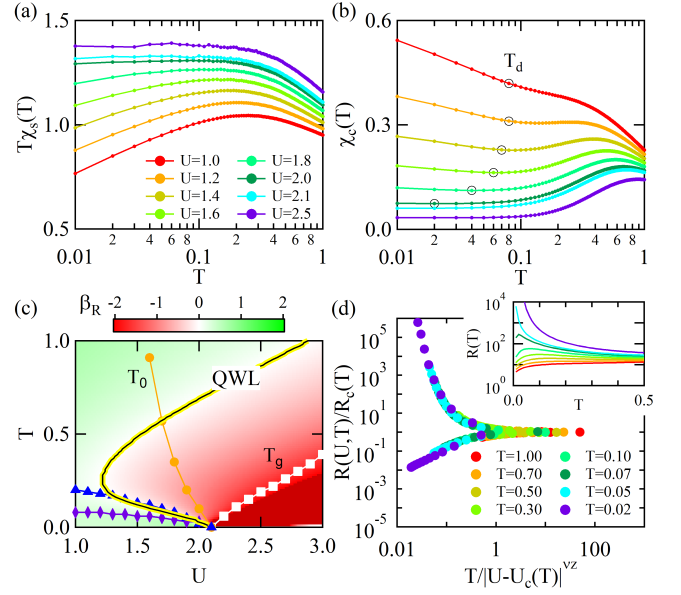 (a)
1.5
1.0
0.5
Tχs(T)
U=1.0
U=1.2
U=1.4
U=1.6
U=1.8
U=2.0
U=2.1
U=2.5
0.01 2 4 6 8 0.1 2 4 6 8 1
T
(b)
0.6
0.3
0.0
χc(T)
Td
0.01 2 4 6 8 0.1 2 4 6 8 1
T
(c)
βR
-2 -1 0 1 2
1.0
0.5
0.0
T
T0
QWL
Tg
1.0 1.5 2.0 2.5 3.0
U
(d)
10^5
10^3
10^1
10^-1
10^-3
10^-5
R(U,T)/Rc(T)
10^4
10^2
10^0
R(T)
0.0 T 0.5
T=1.00
T=0.70
T=0.50
T=0.30
T=0.10
T=0.07
T=0.05
T=0.02
0.01 1 100
T/|U-Uc(T)|^νz